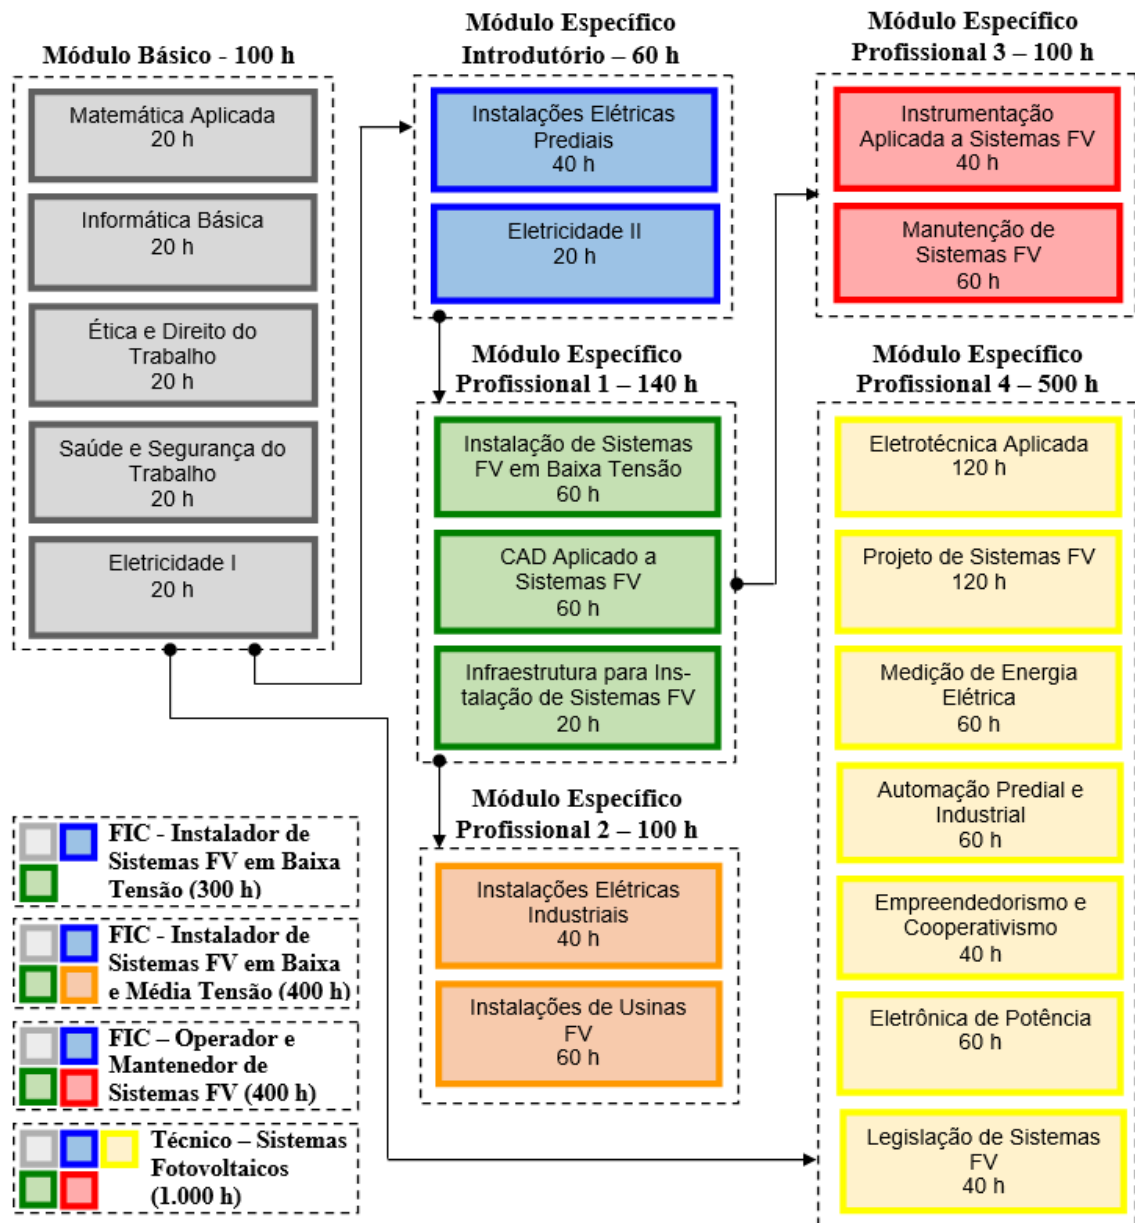 Módulo Básico - 100 h
Matemática Aplicada
20 h
Informática Básica
20 h
Ética e Direito do
Trabalho
20 h
Saúde e Segurança do
Trabalho
20 h
Eletricidade I
20 h
Módulo Específico
Introdutório – 60 h
Instalações Elétricas
Prediais
40 h
Eletricidade II
20 h
Módulo Específico
Profissional 1 – 140 h
Instalação de Sistemas
FV em Baixa Tensão
60 h
CAD Aplicado a
Sistemas FV
60 h
Infraestrutura para Ins-
talação de Sistemas FV
20 h
Módulo Específico
Profissional 2 – 100 h
Instalações Elétricas
Industriais
40 h
Instalações de Usinas
FV
60 h
Módulo Específico
Profissional 3 – 100 h
Instrumentação
Aplicada a Sistemas FV
40 h
Manutenção de
Sistemas FV
60 h
Módulo Específico
Profissional 4 – 500 h
Eletrotécnica Aplicada
120 h
Projeto de Sistemas FV
120 h
Medição de Energia
Elétrica
60 h
Automação Predial e
Industrial
60 h
Empreendedorismo e
Cooperativismo
40 h
Eletrônica de Potência
60 h
Legislação de Sistemas
FV
40 h
FIC - Instalador de
Sistemas FV em Baixa
Tensão (300 h)
FIC - Instalador de
Sistemas FV em Baixa
e Média Tensão (400 h)
FIC – Operador e
Mantenedor de
Sistemas FV (400 h)
Técnico – Sistemas
Fotovoltaicos
(1.000 h)